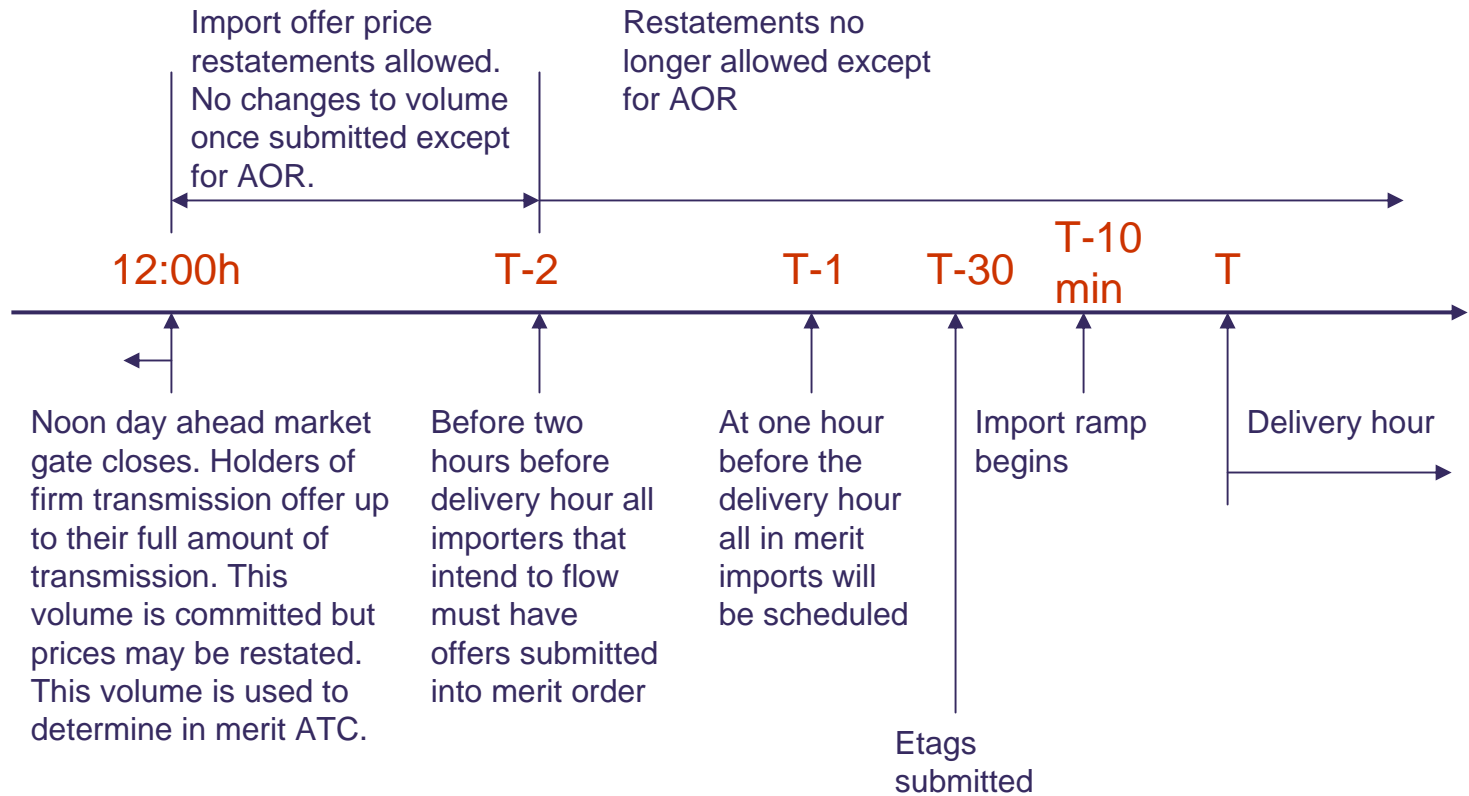 Import offer price
restatements allowed.
No changes to volume
once submitted except
for AOR.
Restatements no
longer allowed except
for AOR
12:00h
T-2
T-1
T-30
T-10
min
T
Noon day ahead market
gate closes. Holders of
firm transmission offer up
to their full amount of
transmission. This
volume is committed but
prices may be restated.
This volume is used to
determine in merit ATC.
Before two
hours before
delivery hour all
importers that
intend to flow
must have
offers submitted
into merit order
At one hour
before the
delivery hour
all in merit
imports will
be scheduled
Etags
submitted
Import ramp
begins
Delivery hour